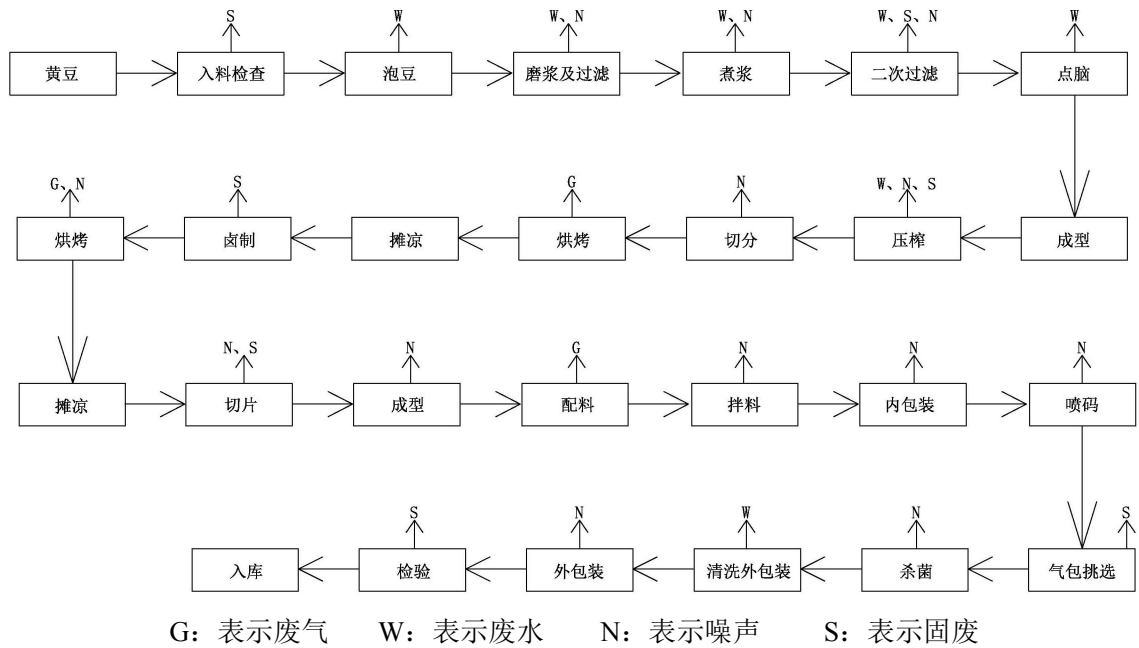 S W W、N W、N W、S、N W
黄豆 入料检查 泡豆 磨浆及过滤 煮浆 二次过滤 点脑
G、N S G N W、N、S
烘烤 卤制 摊凉 烘烤 切分 压榨 成型
N、S N G N N N
摊凉 切片 成型 配料 拌料 内包装 喷码
S N W N S
入库 检验 外包装 清洗外包装 杀菌 气包挑选
G：表示废气 W：表示废水 N：表示噪声 S：表示固废